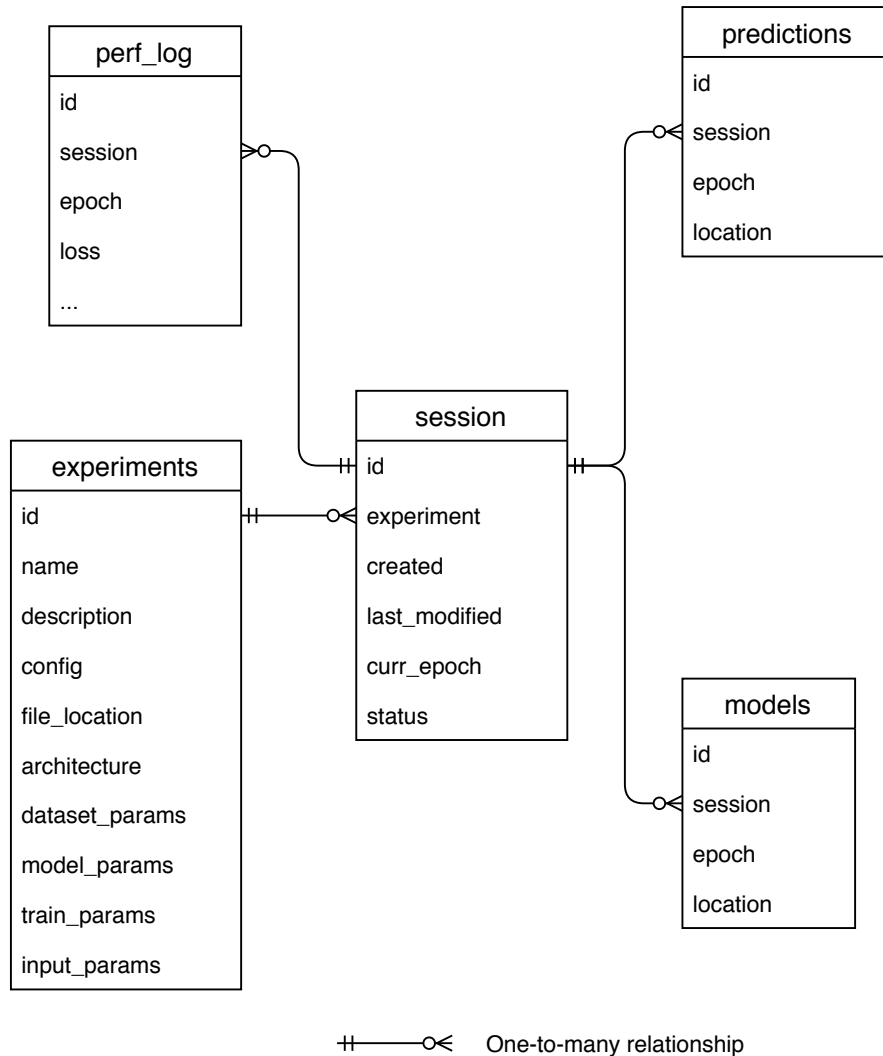 perf_log
id
session
epoch
loss
...
predictions
id
session
epoch
location
session
id
experiment
created
last_modified
curr_epoch
status
experiments
id
name
description
config
file_location
architecture
dataset_params
model_params
train_params
input_params
models
id
session
epoch
location
One-to-many relationship